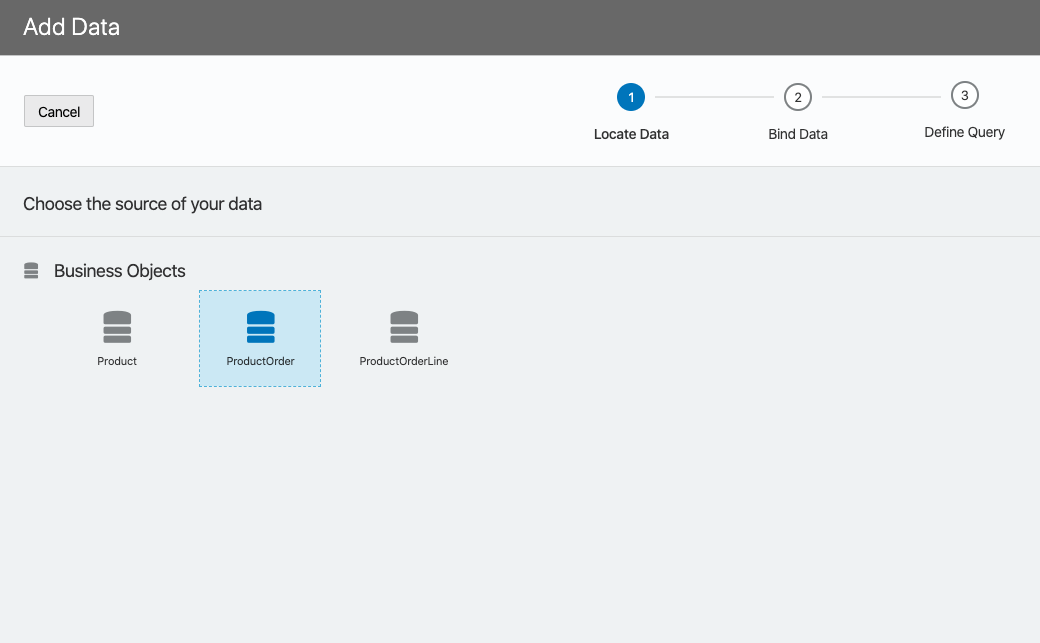 Add Data
Cancel
1
2
3
Locate Data
Bind Data
Define Query
Choose the source of your data
Business Objects
Product
ProductOrder
ProductOrderLine